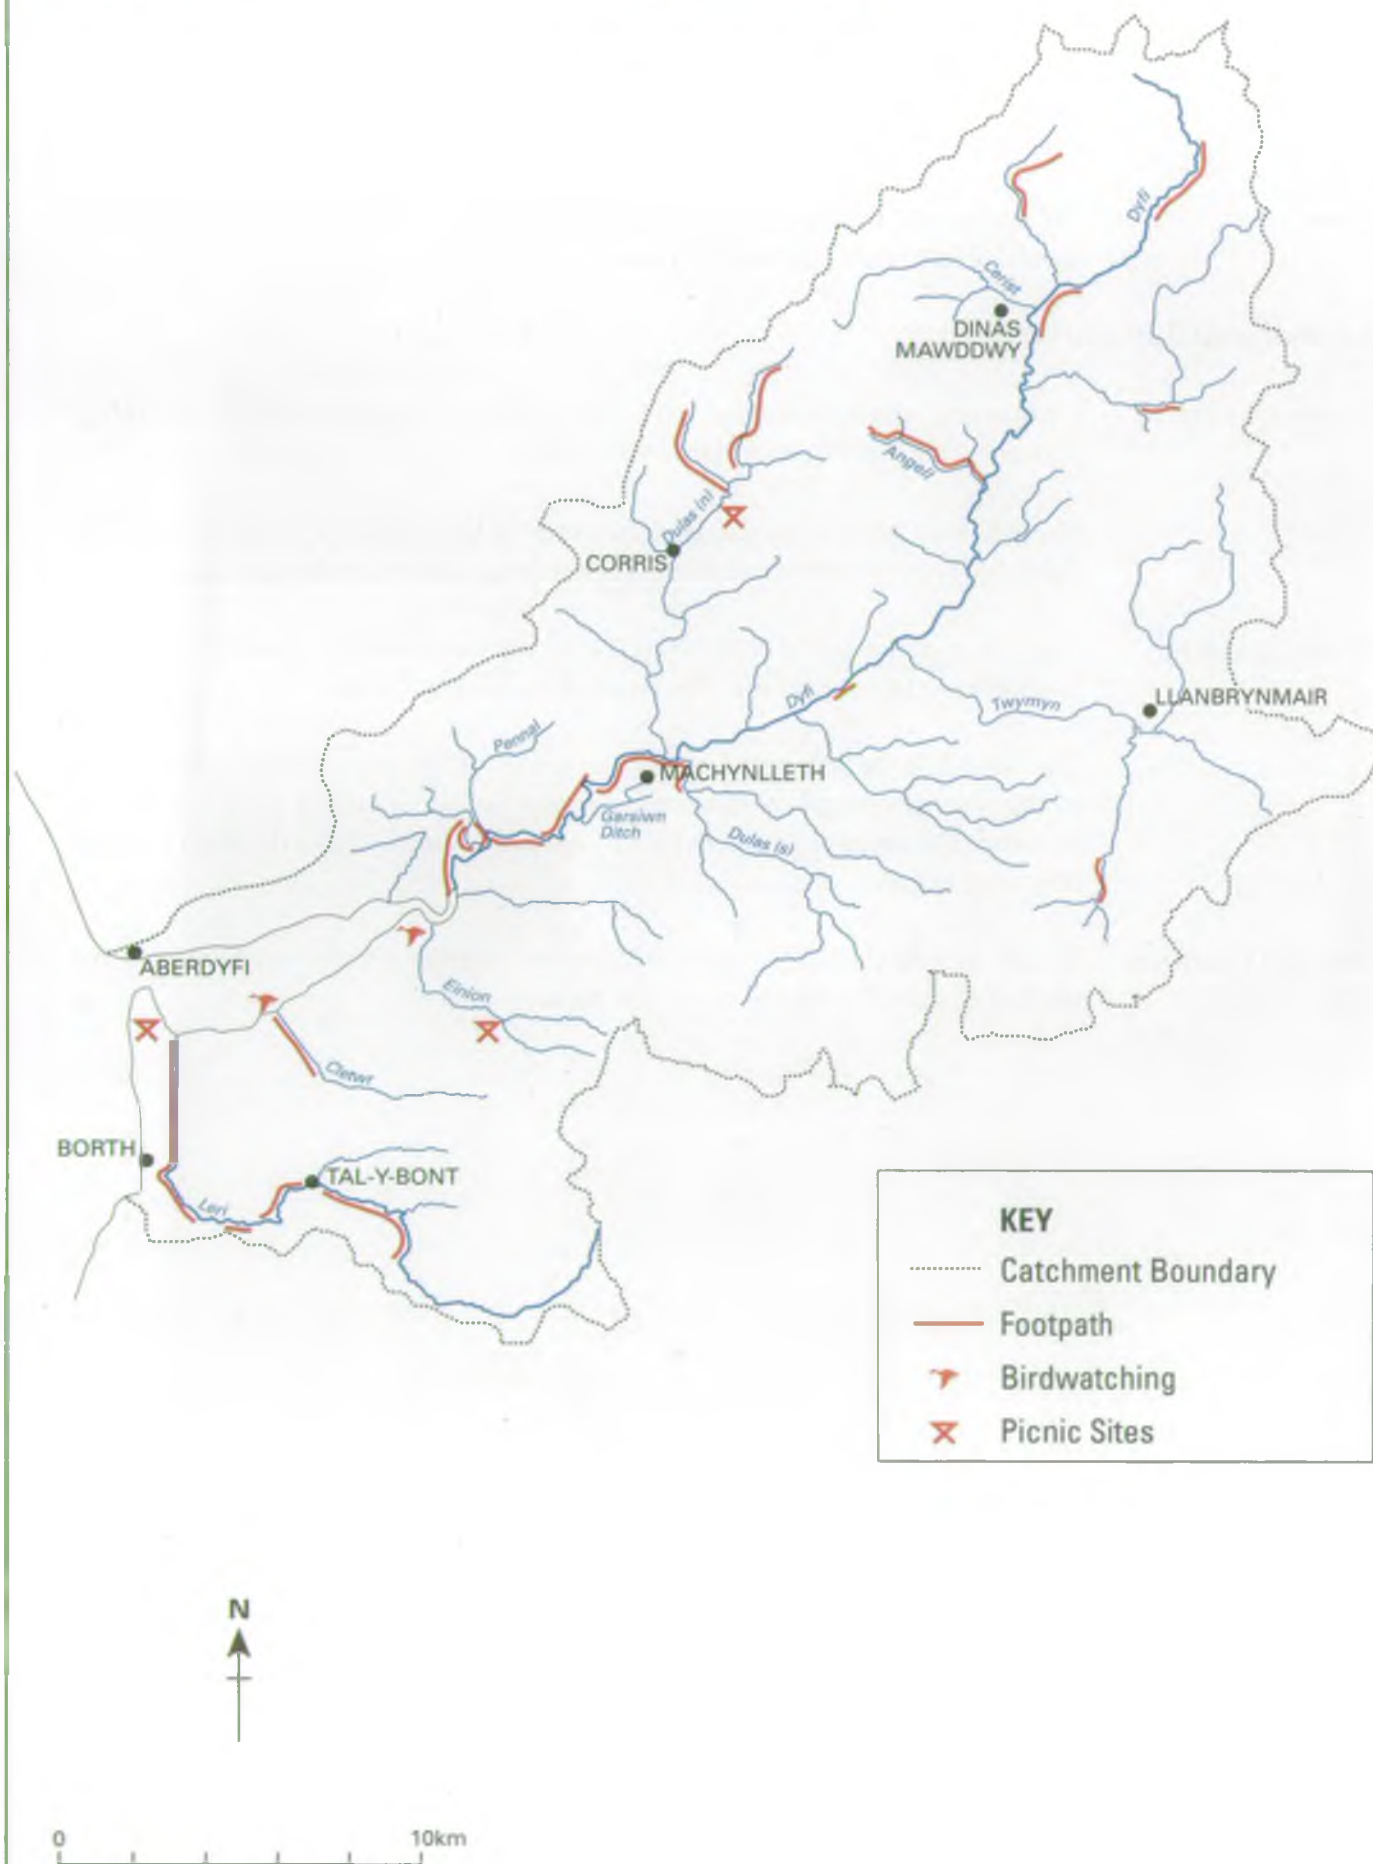 Dyfi
Cerist
DINAS
MAWDDWY
Angell
Dulas (n)
CORRIS
Dyfi
Twymyn
LLANBRYNMAIR
Pennal
MACHYNLLETH
Garsiwn
Ditch
Dulas (s)
ABERDYFI
Einion
Cletwr
BORTH
TAL-Y-BONT
Leri
KEY
Catchment Boundary
Footpath
Birdwatching
Picnic Sites
N
0 10km